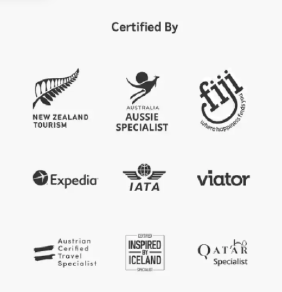 Certified By
NEW ZEALAND
TOURISM
AUSTRALIA
AUSSIE
SPECIALIST
fiji
where happiness finds you
Expedia
IATA
viator
Austrian
Cerified
Travel
Specialist
CERTIFIED
INSPIRED
BY
ICELAND
SPECIALIST
QATAR
Specialist